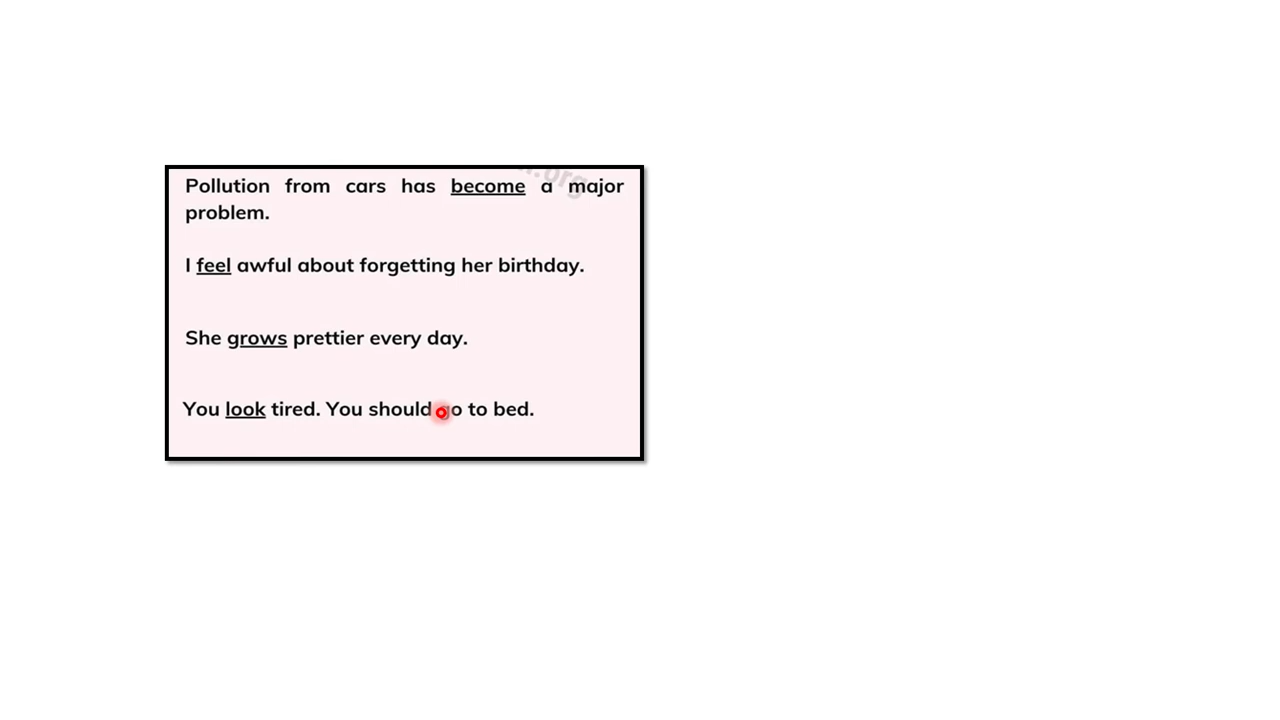 Pollution from cars has become a major
problem.
I feel awful about forgetting her birthday.
She grows prettier every day.
You look tired. You should go to bed.